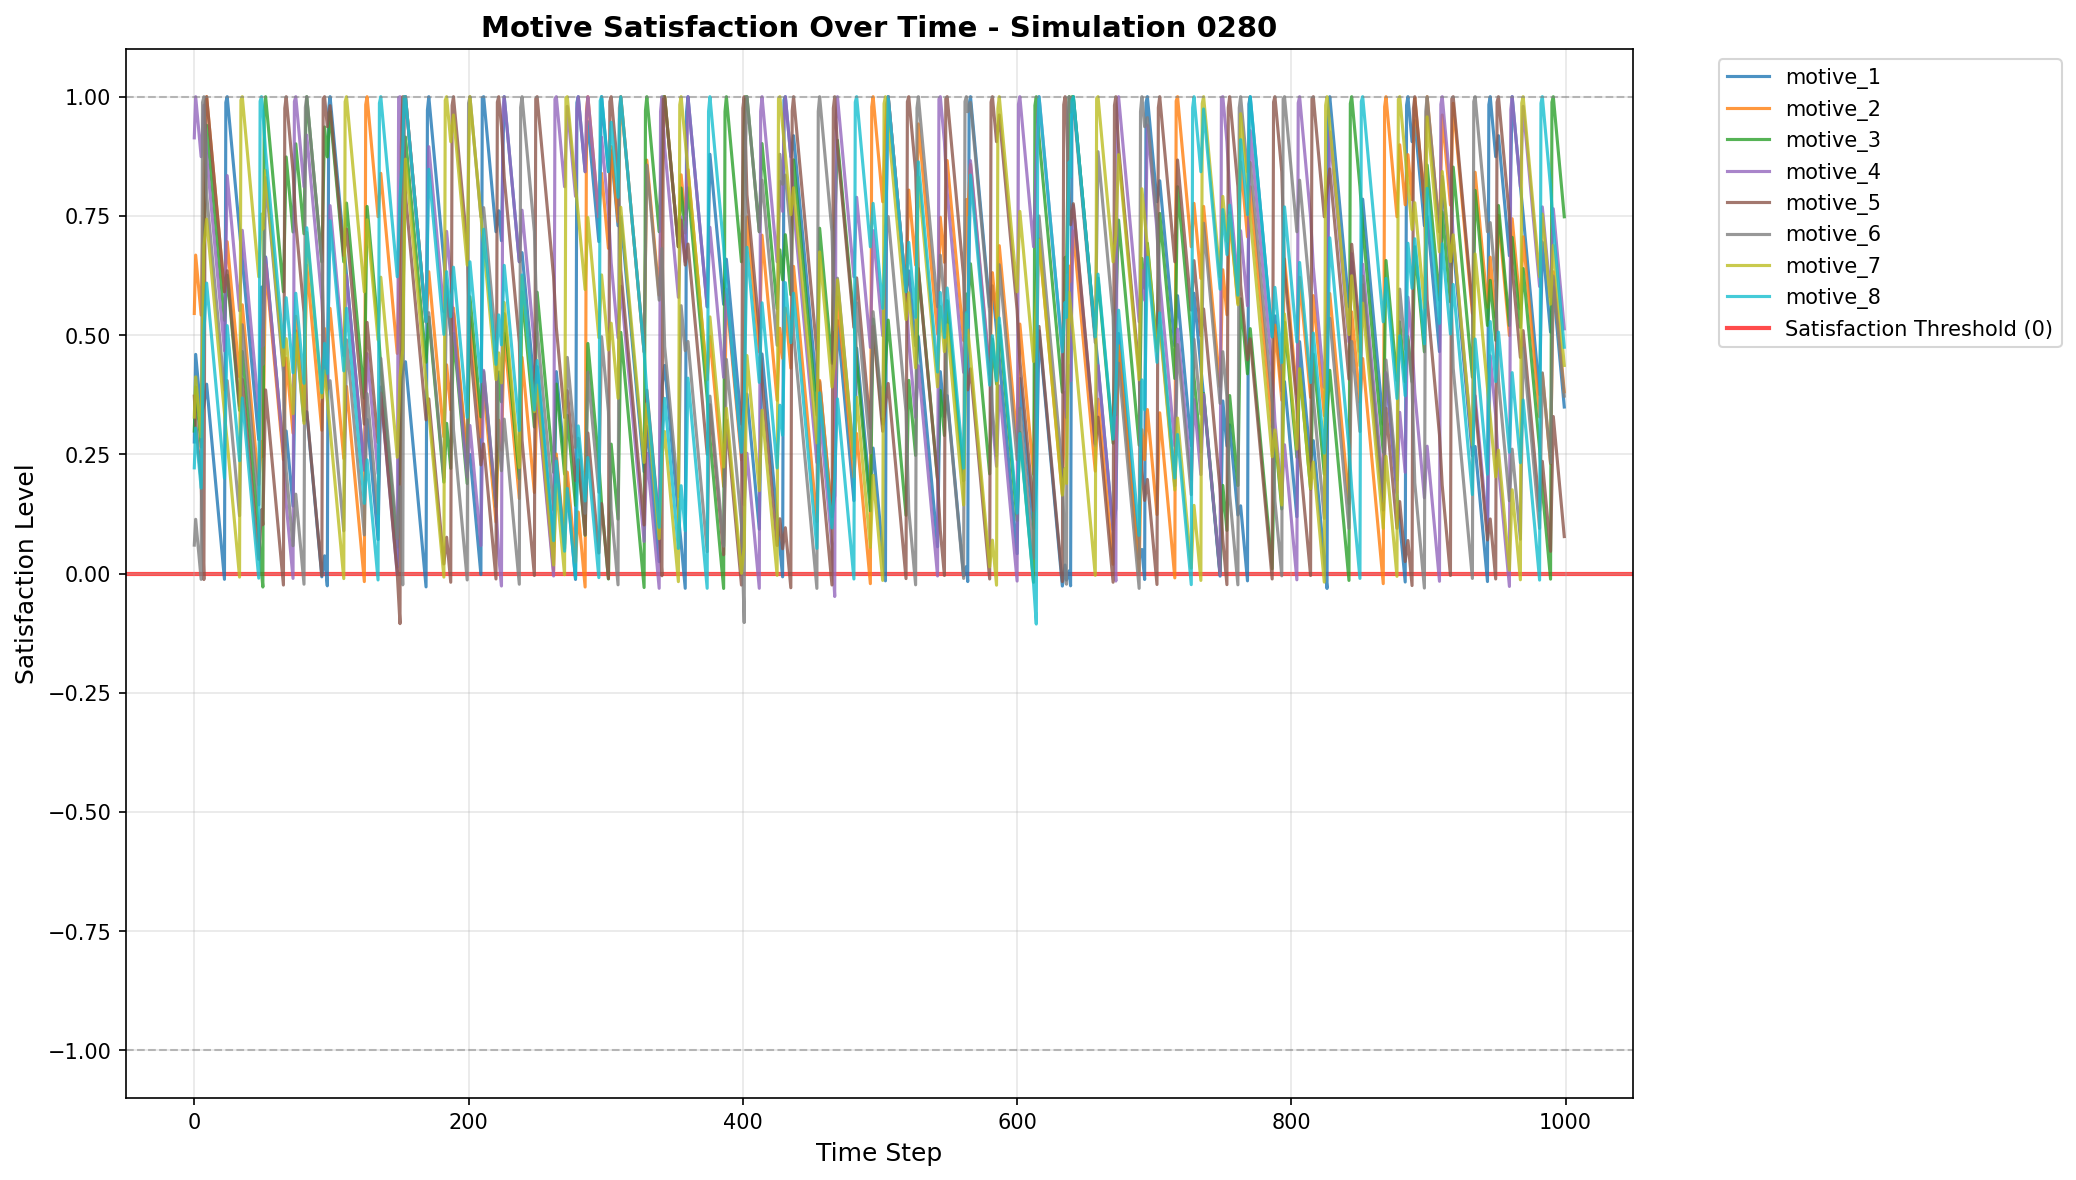 Motive Satisfaction Over Time - Simulation 0280
1.00
0.75
0.50
0.25
0.00
−0.25
−0.50
−0.75
−1.00
Satisfaction Level
0
200
400
600
800
1000
Time Step
motive_1
motive_2
motive_3
motive_4
motive_5
motive_6
motive_7
motive_8
Satisfaction Threshold (0)